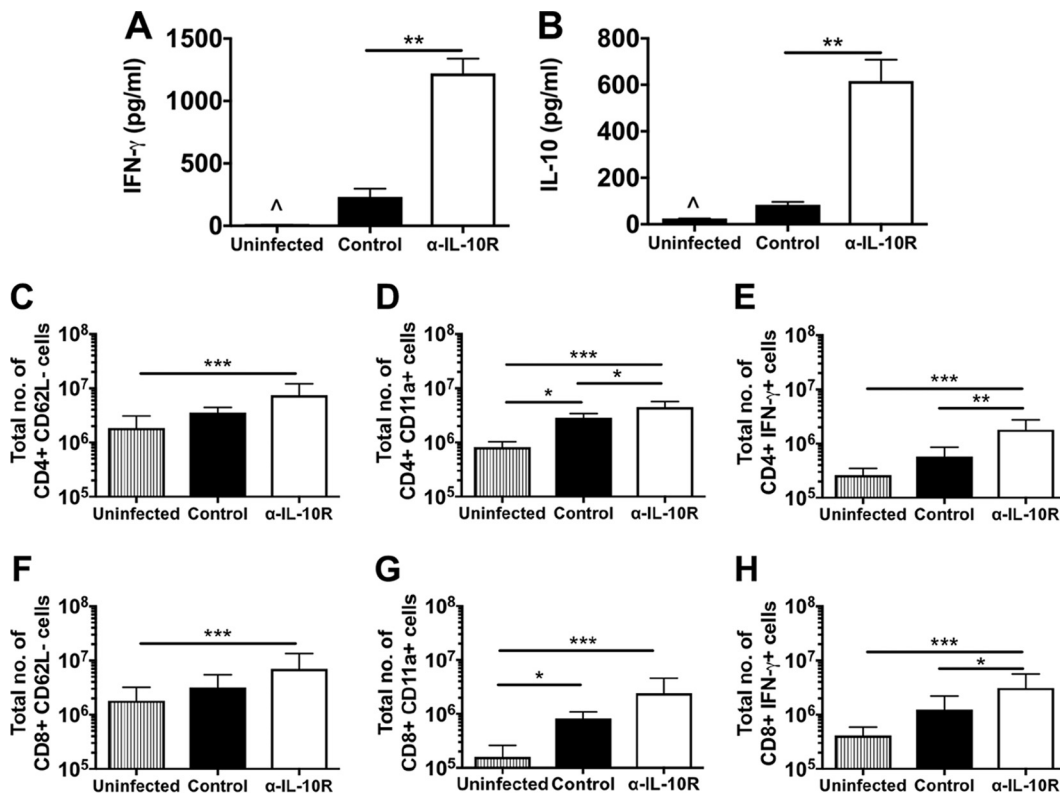 A
IFN-γ (pg/ml)
1500
1000
500
0
**
^
Uninfected Control α-IL-10R
B
IL-10 (pg/ml)
800
600
400
200
0
**
^
Uninfected Control α-IL-10R
C
Total no. of
CD4+ CD62L- cells
10⁸
10⁷
10⁶
10⁵
***
Uninfected Control α-IL-10R
D
Total no. of
CD4+ CD11a+ cells
10⁸
10⁷
10⁶
10⁵
***
*
*
Uninfected Control α-IL-10R
E
Total no. of
CD4+ IFN-γ+ cells
10⁸
10⁷
10⁶
10⁵
***
**
Uninfected Control α-IL-10R
F
Total no. of
CD8+ CD62L- cells
10⁸
10⁷
10⁶
10⁵
***
Uninfected Control α-IL-10R
G
Total no. of
CD8+ CD11a+ cells
10⁸
10⁷
10⁶
10⁵
***
*
Uninfected Control α-IL-10R
H
Total no. of
CD8+ IFN-γ+ cells
10⁸
10⁷
10⁶
10⁵
***
*
Uninfected Control α-IL-10R